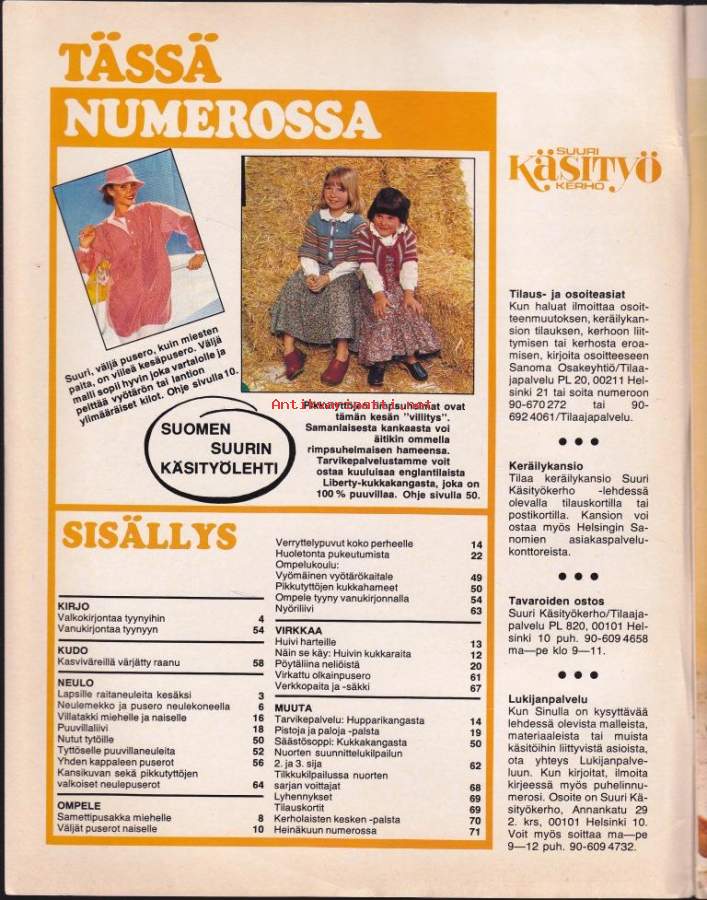 TÄSSÄ
NUMEROSSA
Suuri, väljä pusero, kuin miesten
paita, on villeä kesäpusero. Väljä
malli sopii hyvin joka vartalolle ja
peittää vyötärön tai lantion
ylimääräiset kilot. Ohje sivulla 10.
Antikvaaripatti.net
Pikkutyttöjen rimpsuhelmat ovat
tämän kesän "villitys".
Samanlaisesta kankaasta voi
äitikin ommella
rimpsuhelmaisen hameensa.
Tarvikepalvelustamme voit
ostaa kuuluisaa englantilaista
Liberty-kukkakangasta, joka on
100 % puuvillaa. Ohje sivulla 50.
SUOMEN
SUURIN
KÄSITYÖLEHTI
SISÄLLYS
KIRJO
Valkokirjontaa tyynyihin 4
Vanukirjontaa tyynyyn 54
KUDO
Kasviväreillä värjätty raanu 58
NEULO
Lapsille raitaneuleita kesäksi 3
Neulemekko ja pusero neulekoneella 6
Villatakki miehelle ja naiselle 16
Puuvillaliivi 18
Nutut tytöille 50
Tyttöselle puuvillaneuleita 52
Yhden kappaleen puserot 56
Kansikuvan sekä pikkutyttöjen
valkoiset neulepuserot 64
OMPELE
Samettipusakka miehelle 8
Väljät puserot naiselle 10
Verryttelypuvut koko perheelle 14
Huoletonta pukeutumista 22
Ompelukoulu:
Vyömäinen vyötärökaitale 49
Pikkutyttöjen kukkahameet 50
Ompele tyyny vanukirjonnalla 54
Nyöriliivi 63
VIRKKAA
Huivi harteille 13
Näin se käy: Huivin kukkaraita 12
Pöytäliina neliöistä 20
Virkattu olkainpusero 61
Verkkopaita ja -säkki 67
MUUTA
Tarvikepalvelu: Hupparikangasta 14
Pistoja ja paloja -palsta 19
Säästösoppi: Kukkakangasta 50
Nuorten suunnittelukilpailun
2. ja 3. sija 62
Tilkkukilpailussa nuorten
sarjan voittajat 68
Lyhennykset 69
Tilauskortit 69
Kerholaisten kesken -palsta 70
Heinäkuun numerossa 71
SUURI
KÄSITYÖ
KERHO
Tilaus- ja osoiteasiat
Kun haluat ilmoittaa osoit-
teenmuutoksen, keräilykan-
sion tilauksen, kerhoon liit-
tymisen tai kerhosta eroa-
misen, kirjoita osoitteeseen
Sanoma Osakeyhtiö/Tilaa-
japalvelu PL 20, 00211 Hel-
sinki 21 tai soita numeroon
90-670 272 tai 90-
692 4061/Tilaajapalvelu.
Keräilykansio
Tilaa keräilykansio Suuri
Käsityökerho -lehdessä
olevalla tilauskortilla tai
postikortilla. Kansion voi
ostaa myös Helsingin Sa-
nomien asiakaspalvelu-
konttoreista.
Tavaroiden ostos
Suuri Käsityökerho/Tilaaja-
palvelu PL 820, 00101 Hel-
sinki 10 puh. 90-609 4658
ma—pe klo 9—11.
Lukijanpalvelu
Kun Sinulla on kysyttävää
lehdessä olevista malleista,
materiaaleista tai muista
käsitöihin liittyvistä asioista,
ota yhteys Lukijanpalve-
luun. Kun kirjoitat, ilmoita
kirjeessä myös puhelinnu-
merosi. Osoite on Suuri Kä-
sityökerho, Annankatu 29
2. krs, 00101 Helsinki 10.
Voit myös soittaa ma—pe
9—12 puh. 90-609 4732.